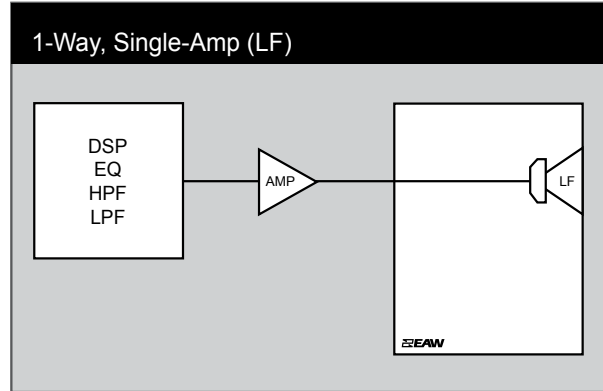 1-Way, Single-Amp (LF)
DSP
EQ
HPF
LPF
AMP
LF
EAW